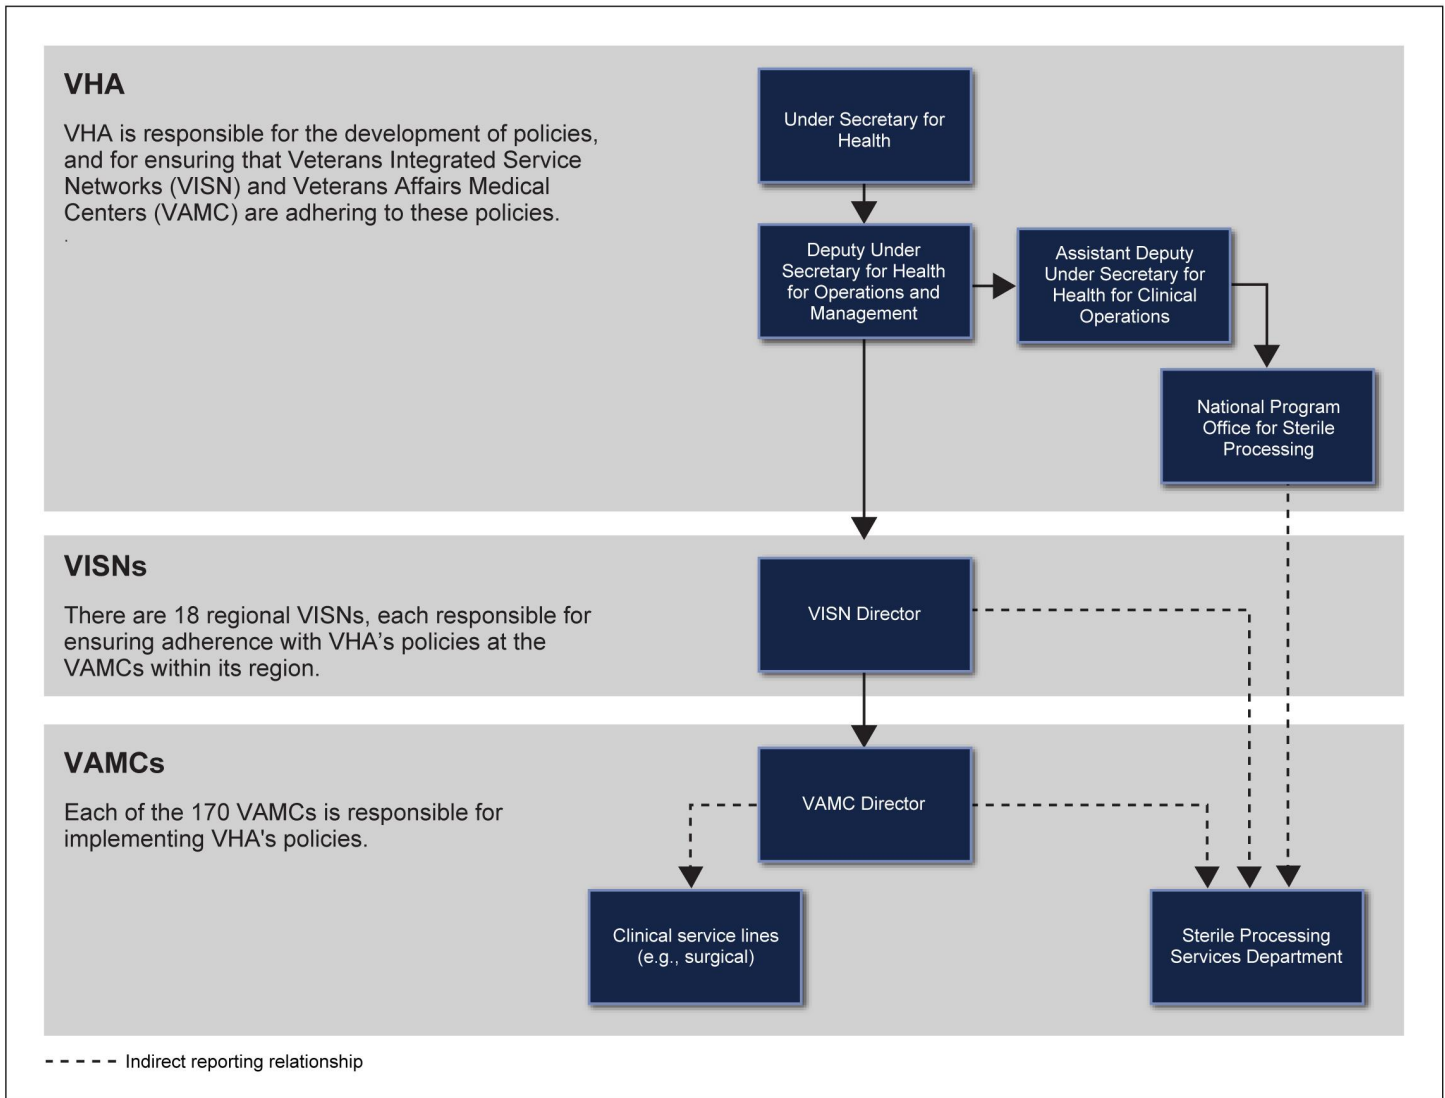 VHA
VHA is responsible for the development of policies,
and for ensuring that Veterans Integrated Service
Networks (VISN) and Veterans Affairs Medical
Centers (VAMC) are adhering to these policies.
.
Under Secretary for
Health
Deputy Under
Secretary for Health
for Operations and
Management
Assistant Deputy
Under Secretary for
Health for Clinical
Operations
National Program
Office for Sterile
Processing
VISNs
There are 18 regional VISNs, each responsible for
ensuring adherence with VHA’s policies at the
VAMCs within its region.
VISN Director
VAMCs
Each of the 170 VAMCs is responsible for
implementing VHA's policies.
VAMC Director
Clinical service lines
(e.g., surgical)
Sterile Processing
Services Department
Indirect reporting relationship